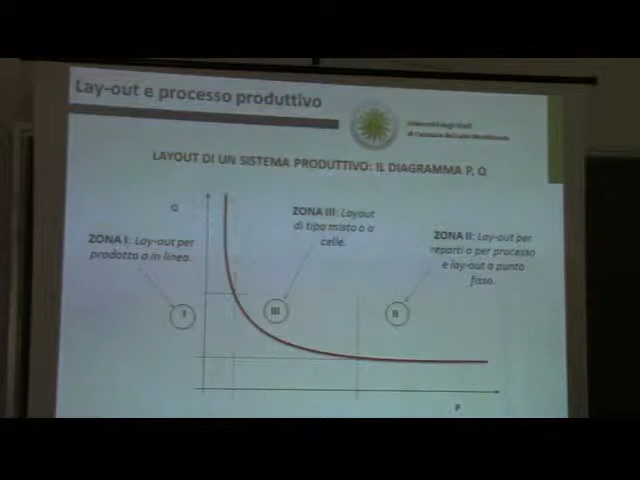 Lay-out e processo produttivo
Università degli Studi
di Cassino e del Lazio Meridionale
LAYOUT DI UN SISTEMA PRODUTTIVO: IL DIAGRAMMA P, Q
Q
ZONA III: Layout
di tipo misto o a
celle.
ZONA I: Lay-out per
prodotto o in linea.
ZONA II: Lay-out per
reparti o per processo
e lay-out a punto
fisso.
I
III
II
P